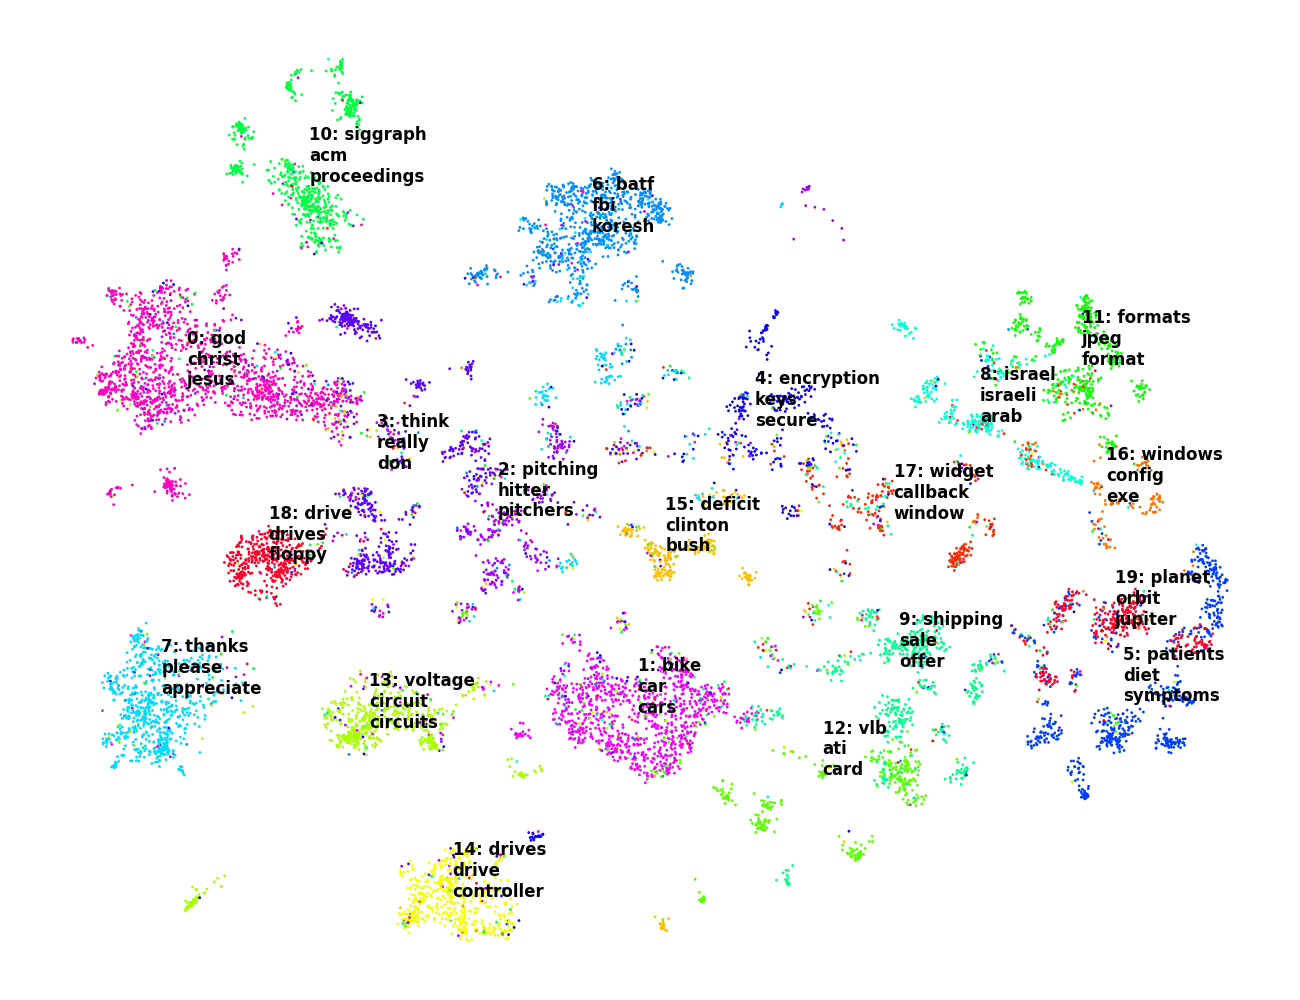 10: siggraph
acm
proceedings
6: batf
fbi
koresh
11: formats
jpeg
format
0: god
christ
jesus
8: israel
israeli
arab
4: encryption
keys
secure
3: think
really
don
16: windows
config
exe
2: pitching
hitter
pitchers
17: widget
callback
window
15: deficit
clinton
bush
18: drive
drives
floppy
19: planet
orbit
jupiter
9: shipping
sale
offer
7: thanks
please
appreciate
5: patients
diet
symptoms
1: bike
car
cars
13: voltage
circuit
circuits
12: vlb
ati
card
14: drives
drive
controller